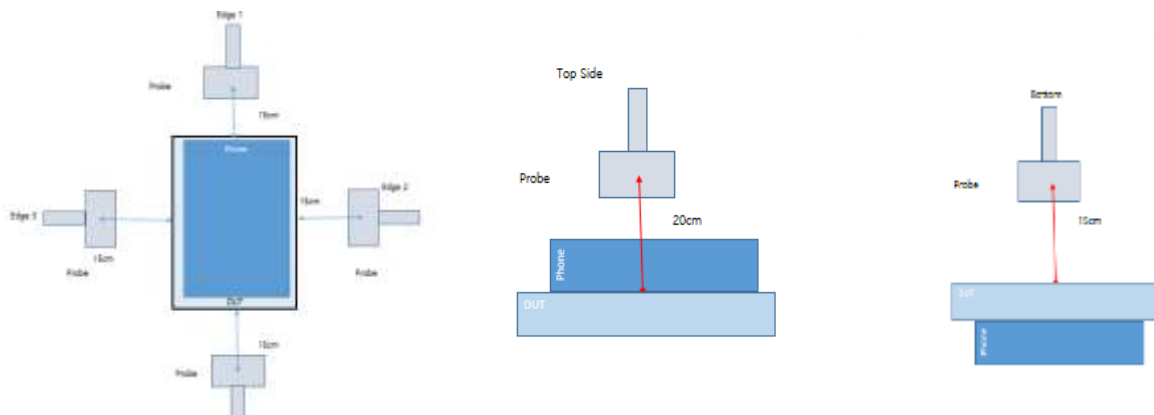 Edge 1
Probe
15cm
Phone
Edge 2
15cm
Edge 3
15cm
Probe
Probe
DUT
15cm
Probe
Top Side
Probe
20cm
Phone
DUT
Bottom
Probe
15cm
DUT
Phone